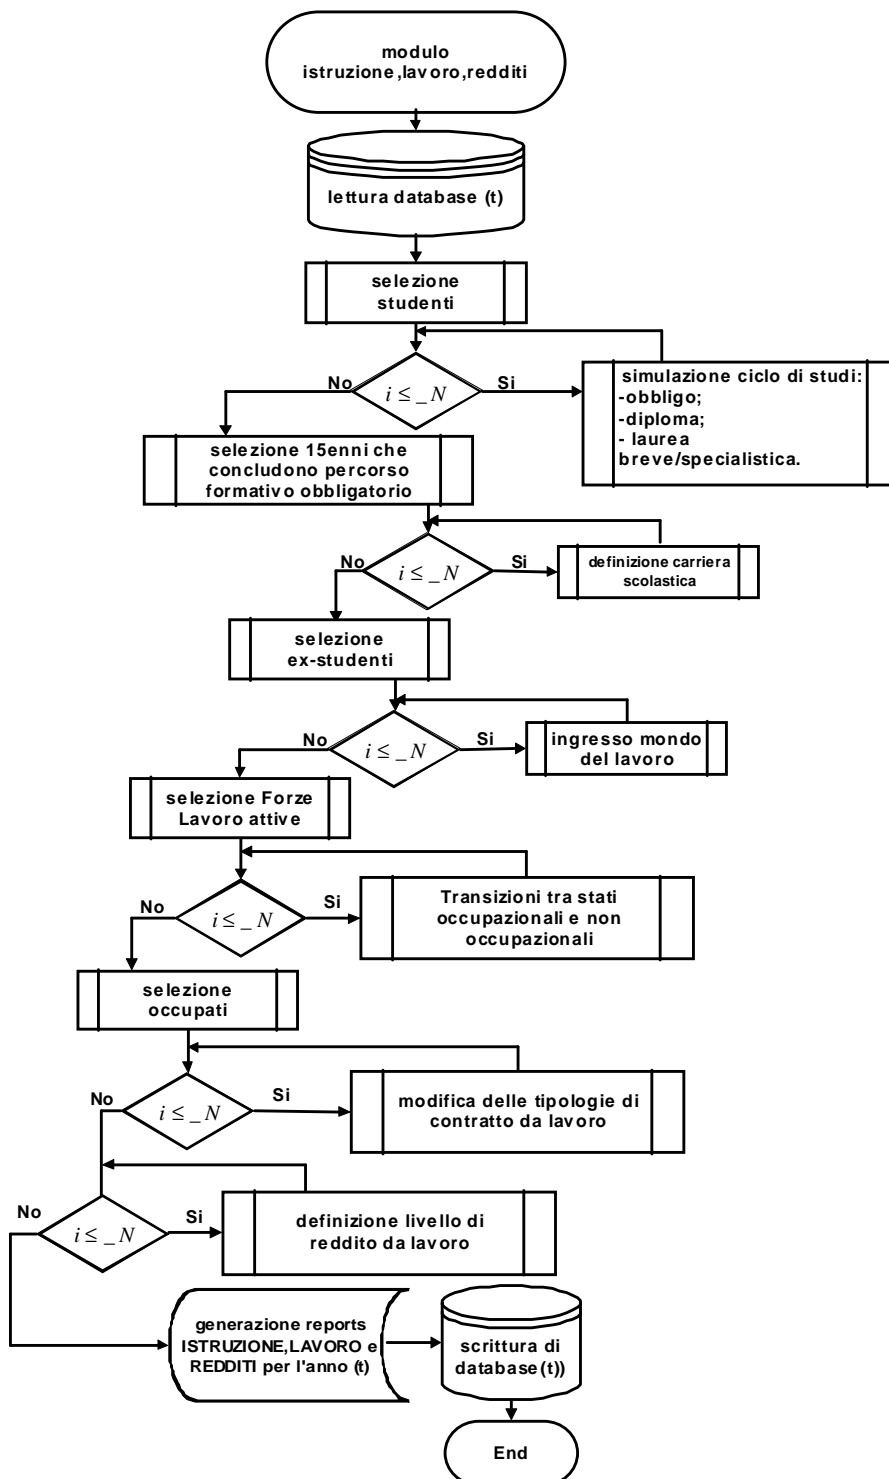 modulo
istruzione,lavoro,redditi
lettura database (t)
selezione
studenti
No
i ≤ _N
Si
simulazione ciclo di studi:
-obbligo;
-diploma;
- laurea
breve/specialistica.
selezione 15enni che
concludono percorso
formativo obbligatorio
No
i ≤ _N
Si
definizione carriera
scolastica
selezione
ex-studenti
No
i ≤ _N
Si
ingresso mondo
del lavoro
selezione Forze
Lavoro attive
No
i ≤ _N
Si
Transizioni tra stati
occupazionali e non
occupazionali
selezione
occupati
No
i ≤ _N
Si
modifica delle tipologie di
contratto da lavoro
No
i ≤ _N
Si
definizione livello di
reddito da lavoro
generazione reports
ISTRUZIONE,LAVORO e
REDDITI per l'anno (t)
scrittura di
database(t))
End